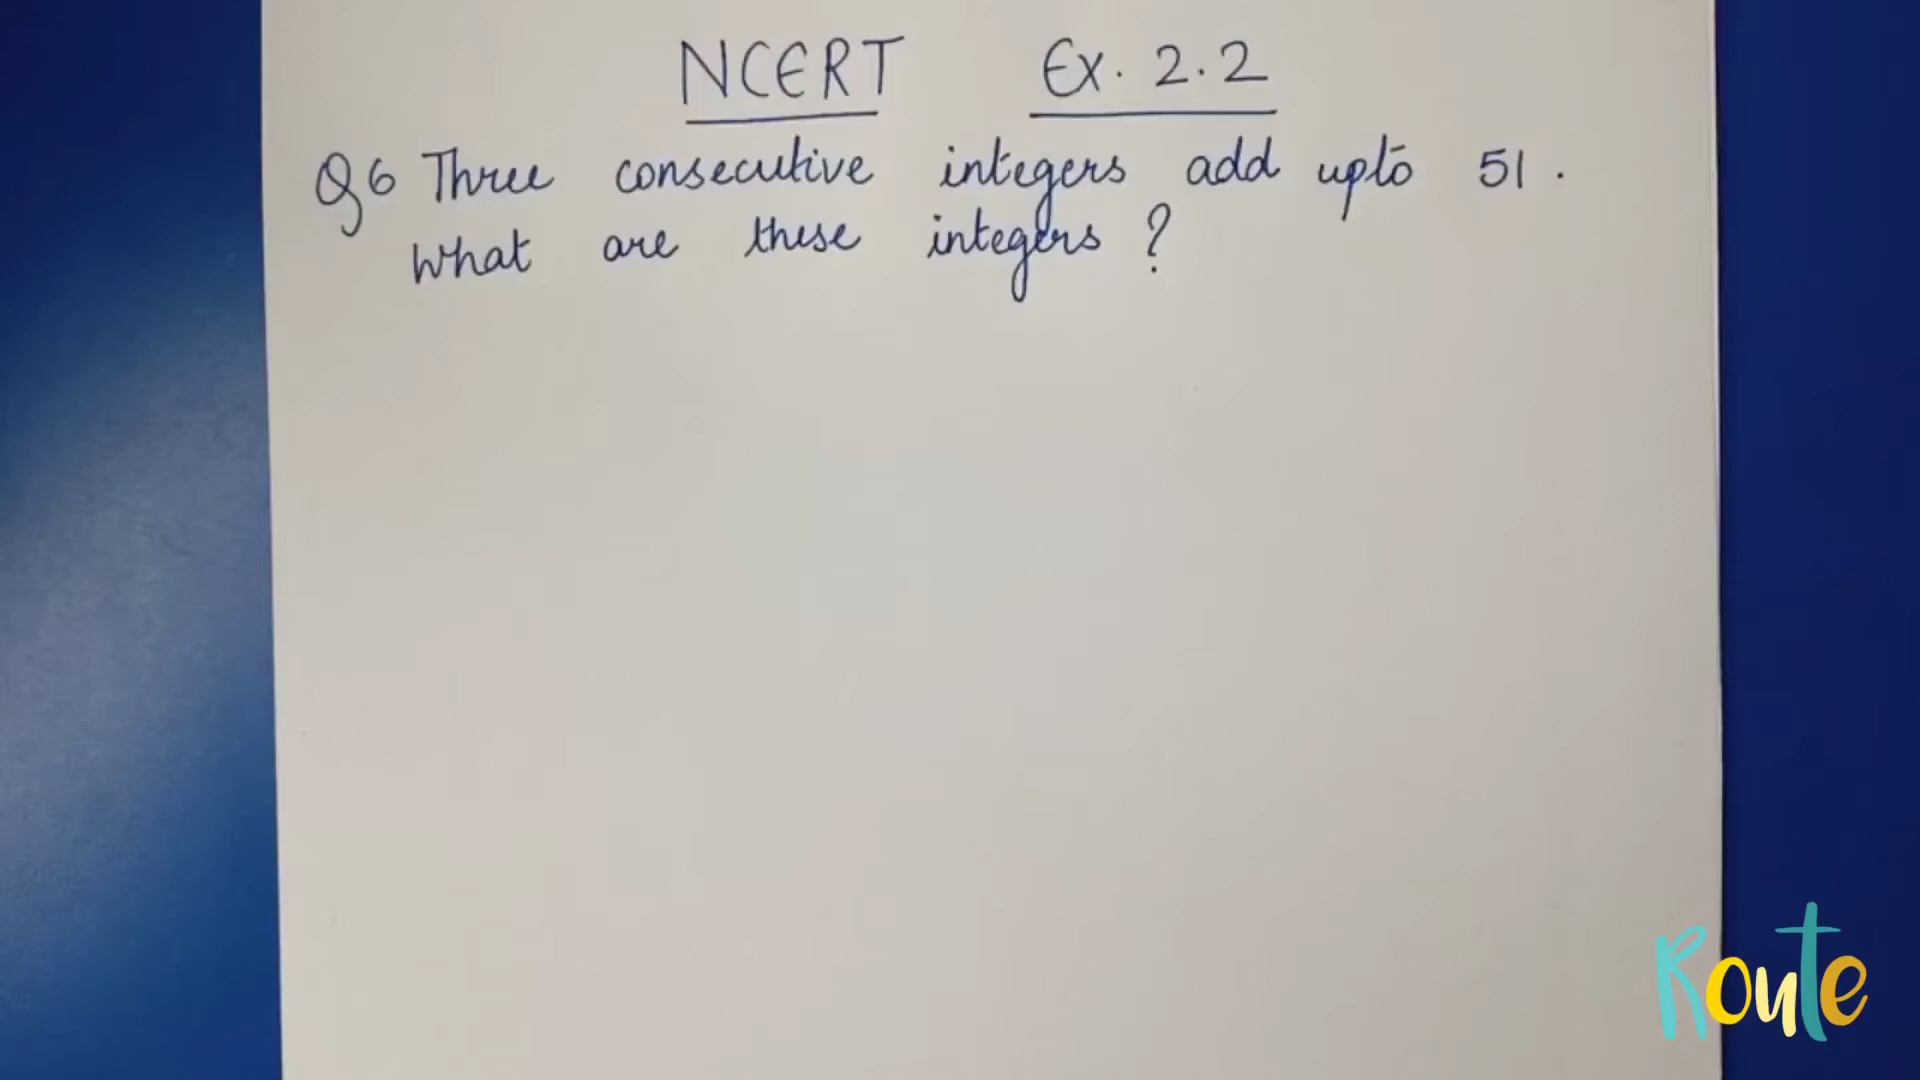 NCERT Ex. 2.2
Q6 Three consecutive integers add upto 51.
What are these integers?
Route